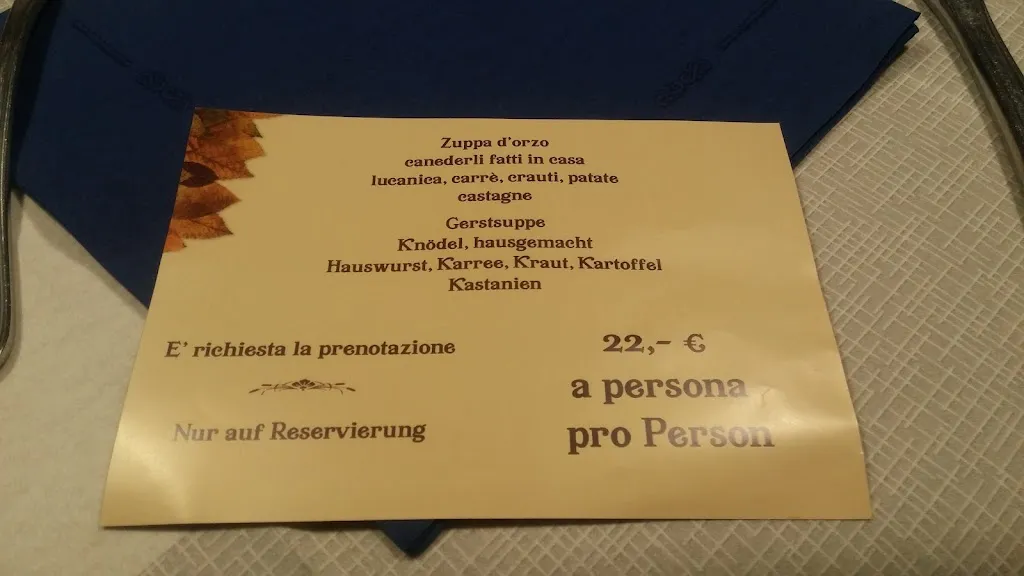 Zuppa d'orzo
canederli fatti in casa
lucanica, carrè, crauti, patate
castagne
Gerstsuppe
Knödel, hausgemacht
Hauswurst, Karree, Kraut, Kartoffel
Kastanien
E' richiesta la prenotazione
Nur auf Reservierung
22,- €
a persona
pro Person